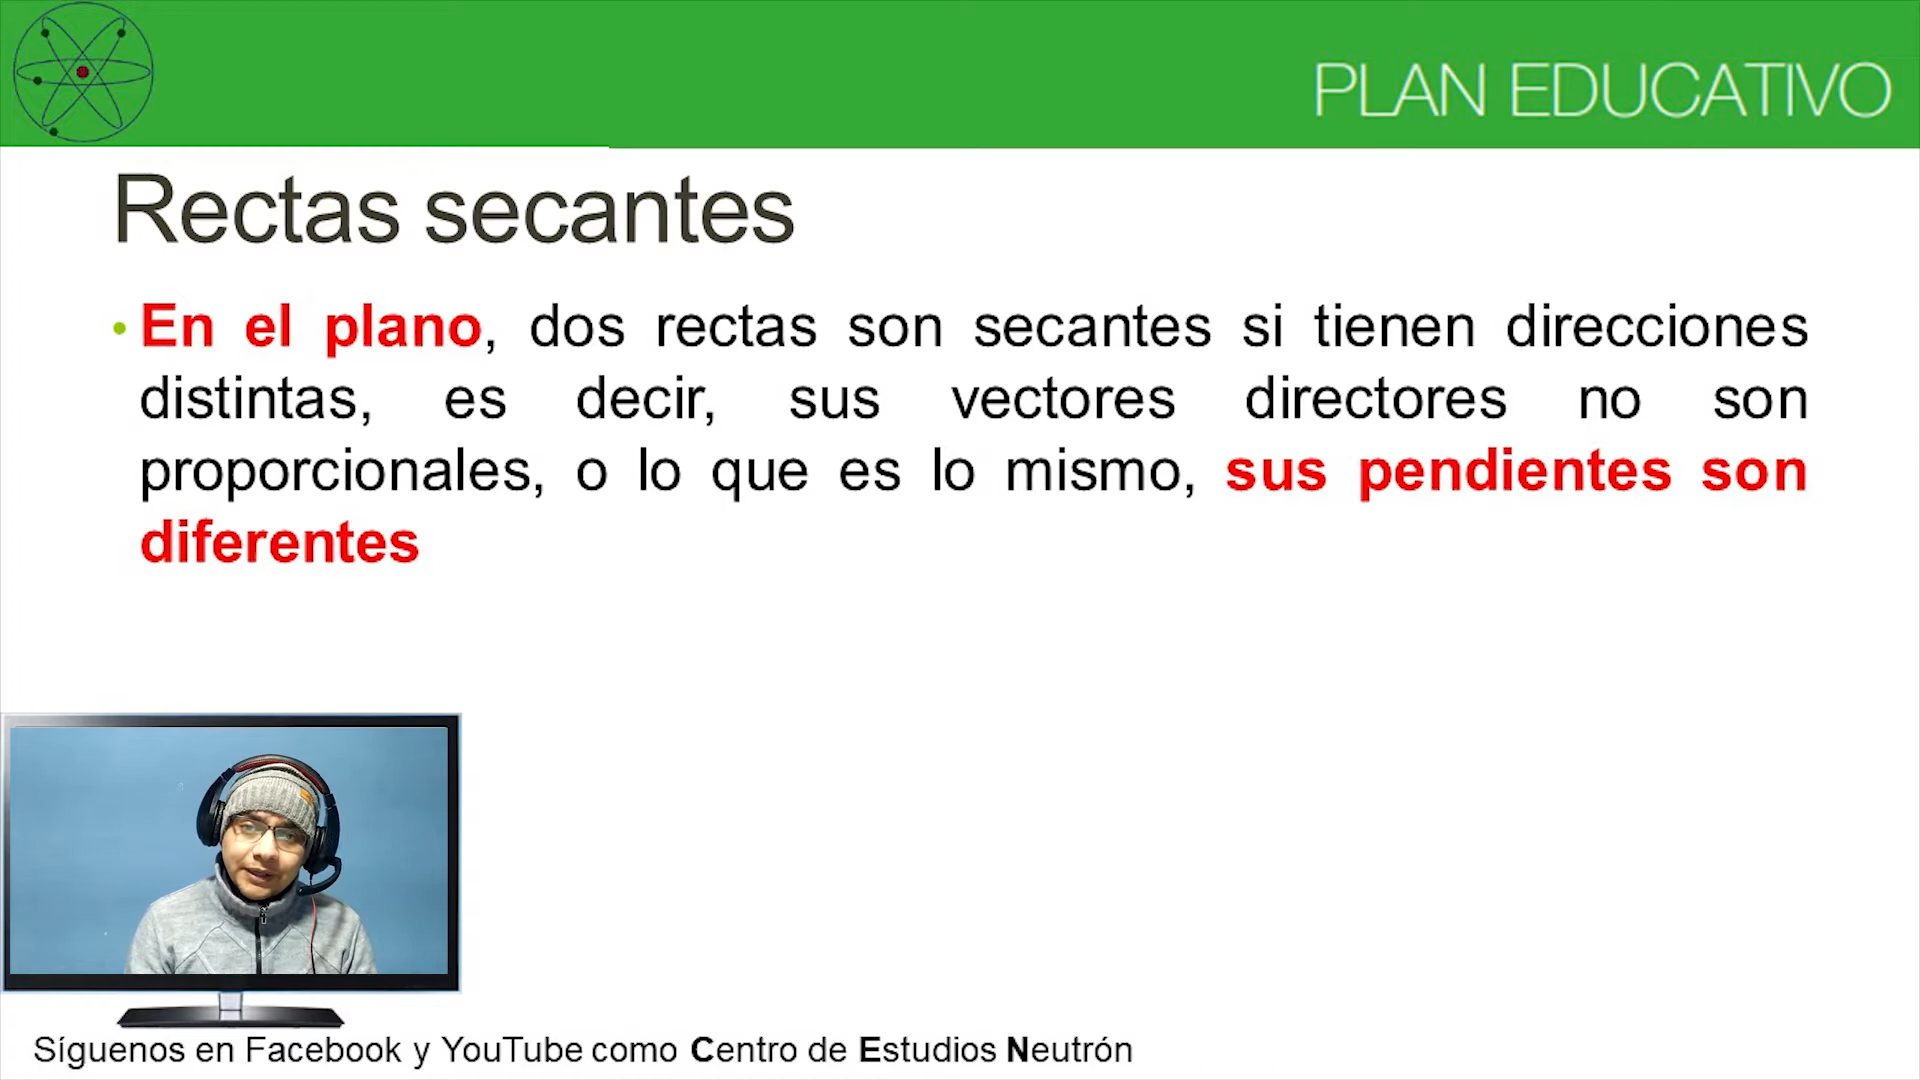 PLAN EDUCATIVO
Rectas secantes
• En el plano, dos rectas son secantes si tienen direcciones
distintas, es decir, sus vectores directores no son
proporcionales, o lo que es lo mismo, sus pendientes son
diferentes
Síguenos en Facebook y YouTube como Centro de Estudios Neutrón